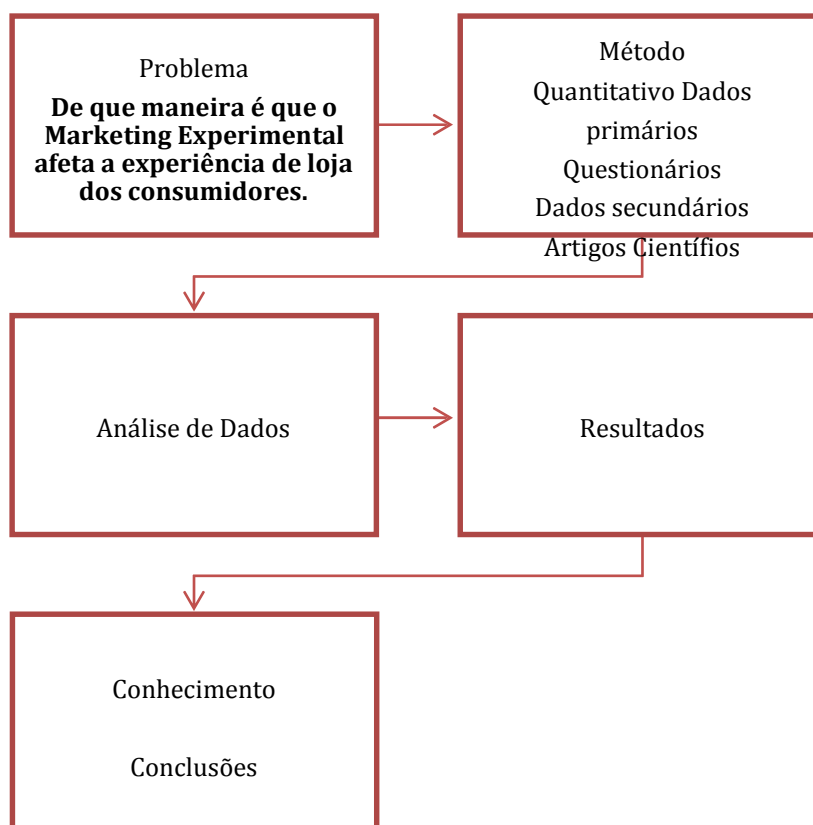 Problema
De que maneira é que o
Marketing Experimental
afeta a experiência de loja
dos consumidores.
Método
Quantitativo Dados
primários
Questionários
Dados secundários
Artigos Científios
Análise de Dados
Resultados
Conhecimento
Conclusões